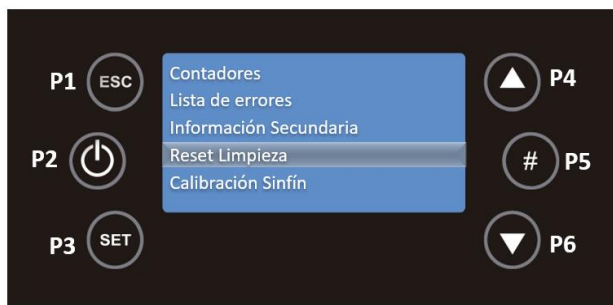 P1 ESC
Contadores
Lista de errores
Información Secundaria
Reset Limpieza
Calibración Sinfín
P4
P2
# P5
P3 SET
P6